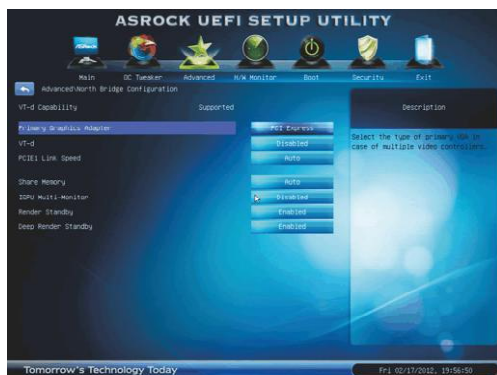 ASROCK UEFI SETUP UTILITY
ASRock
Main OC Tweaker Advanced H/W Monitor Boot Security Exit
Advanced\North Bridge Configuration
Description
VT-d Capability Supported
Primary Graphics Adapter PCI Express
Select the type of primary VGA in
case of multiple video controllers.
VT-d Disabled
PCIE1 Link Speed Auto
Share Memory Auto
IGPU Multi-Monitor Disabled
Render Standby Enabled
Deep Render Standby Enabled
Tomorrow's Technology Today Fri 02/17/2012, 19:56:50